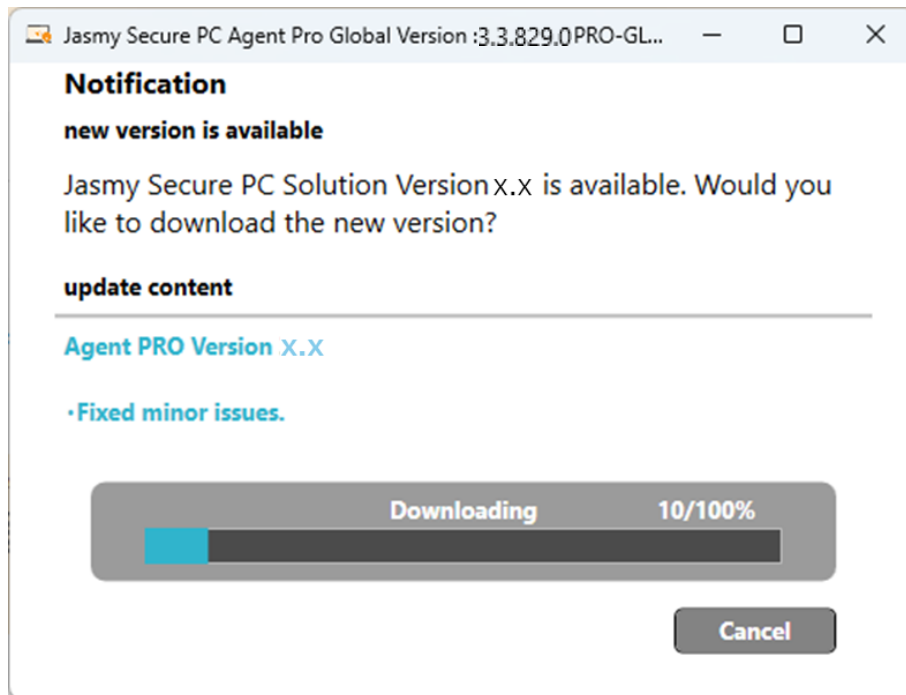 Jasmy Secure PC Agent Pro Global Version :3.3.829.0PRO-GL...
Notification
new version is available
Jasmy Secure PC Solution Version x.x is available. Would you
like to download the new version?
update content
Agent PRO Version x.x
・Fixed minor issues.
Downloading 10/100%
Cancel